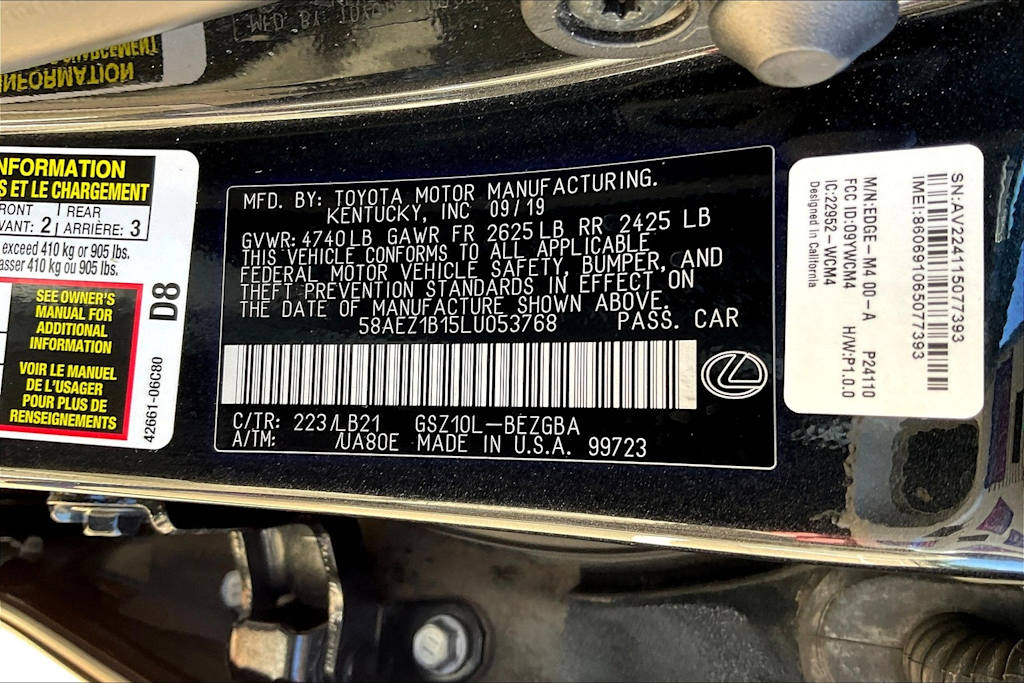 NFORMATION
S ET LE CHARGEMENT
RONT | REAR
VANT: 2 | ARRIÈRE: 3
exceed 410 kg or 905 lbs.
asser 410 kg ou 905 lbs.
SEE OWNER'S
MANUAL FOR
ADDITIONAL
INFORMATION
VOIR LE MANUEL
DE L'USAGER
POUR PLUS DE
RENSEIGNEMENTS
D8
42661-06C80
MFD. BY: TOYOTA MOTOR MANUFACTURING.
KENTUCKY, INC 09/19
GVWR: 4740LB GAWR FR 2625LB RR 2425 LB
THIS VEHICLE CONFORMS TO ALL APPLICABLE
FEDERAL MOTOR VEHICLE SAFETY, BUMPER, AND
THEFT PREVENTION STANDARDS IN EFFECT ON
THE DATE OF MANUFACTURE SHOWN ABOVE.
58AEZ1B15LU053768 PASS. CAR
C/TR: 223/LB21 GSZ10L-BEZGBA
A/TM: /UA80E MADE IN U.S.A. 99723
SN:AV224115077393
IMEI:860691065077393
M/N:EDGE-M4 00-A P24110
FCC ID:09YWCM4 H/W:P1.0.0
IC:22952-WCM4
Designed in California